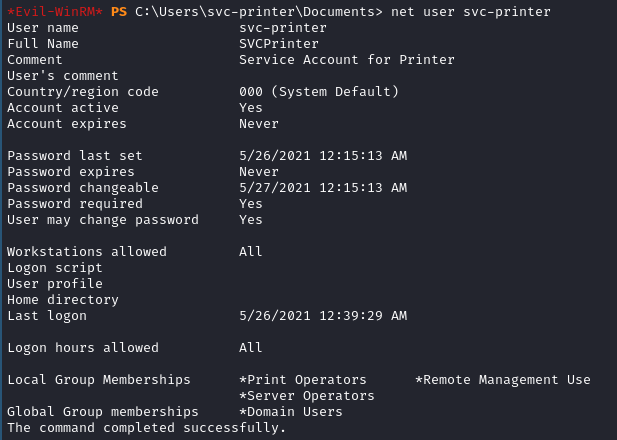 *Evil-WinRM* PS C:\Users\svc-printer\Documents> net user svc-printer
User name                    svc-printer
Full Name                    SVCPrinter
Comment                      Service Account for Printer
User's comment
Country/region code          000 (System Default)
Account active               Yes
Account expires              Never
Password last set            5/26/2021 12:15:13 AM
Password expires             Never
Password changeable          5/27/2021 12:15:13 AM
Password required            Yes
User may change password     Yes
Workstations allowed         All
Logon script
User profile
Home directory
Last logon                   5/26/2021 12:39:29 AM
Logon hours allowed          All
Local Group Memberships      *Print Operators      *Remote Management Use
                             *Server Operators
Global Group memberships     *Domain Users
The command completed successfully.